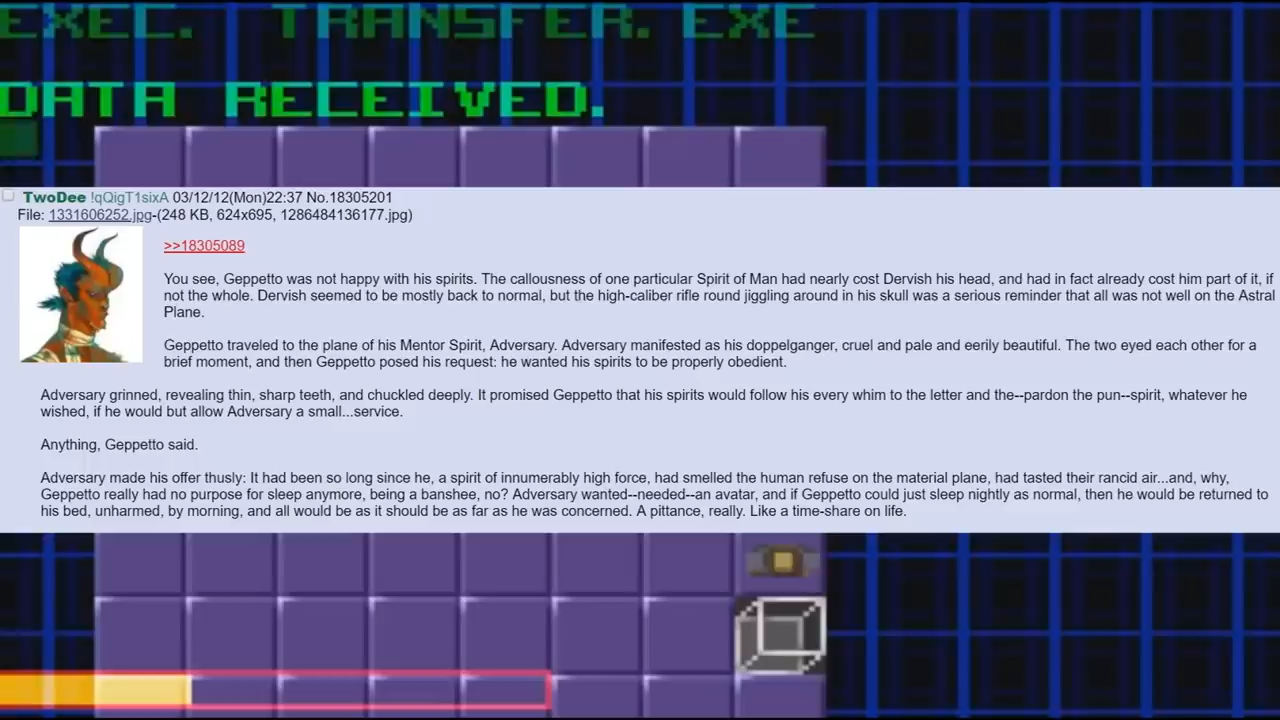 EXEC. TRANSFER. EXE
DATA RECEIVED.
TwoDee !qQigT1sixA 03/12/12(Mon)22:37 No.18305201
File: 1331606252.jpg-(248 KB, 624x695, 1286484136177.jpg)
>>18305089
You see, Geppetto was not happy with his spirits. The callousness of one particular Spirit of Man had nearly cost Dervish his head, and had in fact already cost him part of it, if
not the whole. Dervish seemed to be mostly back to normal, but the high-caliber rifle round jiggling around in his skull was a serious reminder that all was not well on the Astral
Plane.
Geppetto traveled to the plane of his Mentor Spirit, Adversary. Adversary manifested as his doppelganger, cruel and pale and eerily beautiful. The two eyed each other for a
brief moment, and then Geppetto posed his request: he wanted his spirits to be properly obedient.
Adversary grinned, revealing thin, sharp teeth, and chuckled deeply. It promised Geppetto that his spirits would follow his every whim to the letter and the--pardon the pun--spirit, whatever he
wished, if he would but allow Adversary a small...service.
Anything, Geppetto said.
Adversary made his offer thusly: It had been so long since he, a spirit of innumerably high force, had smelled the human refuse on the material plane, had tasted their rancid air...and, why,
Geppetto really had no purpose for sleep anymore, being a banshee, no? Adversary wanted--needed--an avatar, and if Geppetto could just sleep nightly as normal, then he would be returned to
his bed, unharmed, by morning, and all would be as it should be as far as he was concerned. A pittance, really. Like a time-share on life.